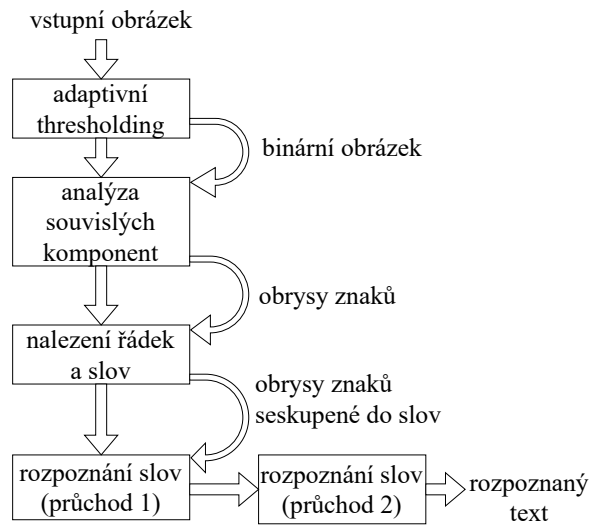 vstupní obrázek
adaptivní
thresholding
binární obrázek
analýza
souvislých
komponent
obrysy znaků
nalezení řádek
a slov
obrysy znaků
seskupené do slov
rozpoznání slov
(průchod 1)
rozpoznání slov
(průchod 2)
rozpoznaný
text